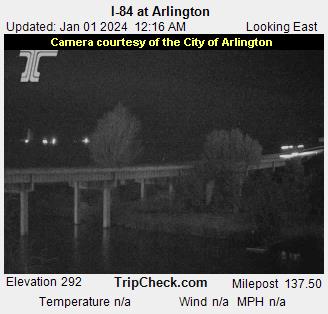 I-84 at Arlington
Updated: Jan 01 2024 12:16 AM Looking East
Camera courtesy of the City of Arlington
Elevation 292 TripCheck.com Milepost 137.50
Temperature n/a Wind n/a MPH n/a